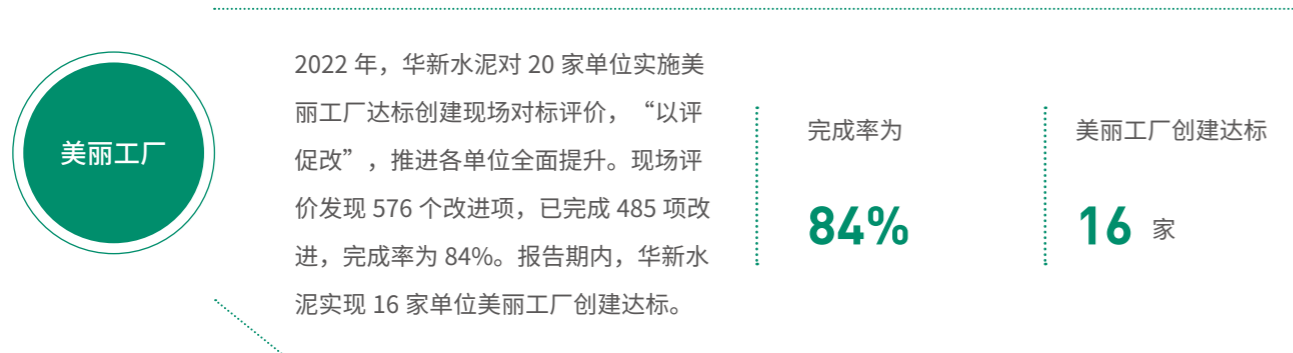 美丽工厂
2022 年，华新水泥对 20 家单位实施美
丽工厂达标创建现场对标评价，“以评
促改”，推进各单位全面提升。现场评
价发现 576 个改进项，已完成 485 项改
进，完成率为 84%。报告期内，华新水
泥实现 16 家单位美丽工厂创建达标。
完成率为
84%
美丽工厂创建达标
16 家